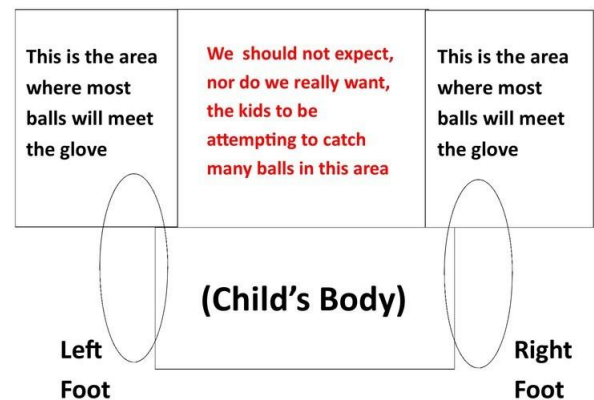 This is the area
where most
balls will meet
the glove
We should not expect,
nor do we really want,
the kids to be
attempting to catch
many balls in this area
This is the area
where most
balls will meet
the glove
(Child's Body)
Left
Foot
Right
Foot